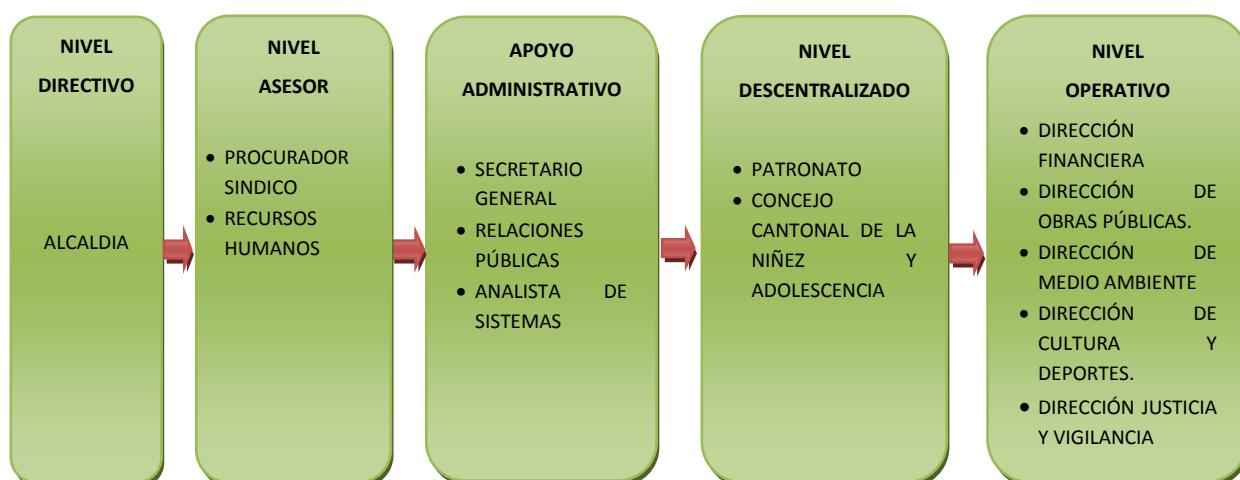 NIVEL
DIRECTIVO
ALCALDIA
NIVEL
ASESOR
• PROCURADOR
SINDICO
• RECURSOS
HUMANOS
APOYO
ADMINISTRATIVO
• SECRETARIO
GENERAL
• RELACIONES
PÚBLICAS
• ANALISTA DE
SISTEMAS
NIVEL
DESCENTRALIZADO
• PATRONATO
• CONCEJO
CANTONAL DE LA
NIÑEZ Y
ADOLESCENCIA
NIVEL
OPERATIVO
• DIRECCIÓN
FINANCIERA
• DIRECCIÓN DE
OBRAS PÚBLICAS.
• DIRECCIÓN DE
MEDIO AMBIENTE
• DIRECCIÓN DE
CULTURA Y
DEPORTES.
• DIRECCIÓN JUSTICIA
Y VIGILANCIA